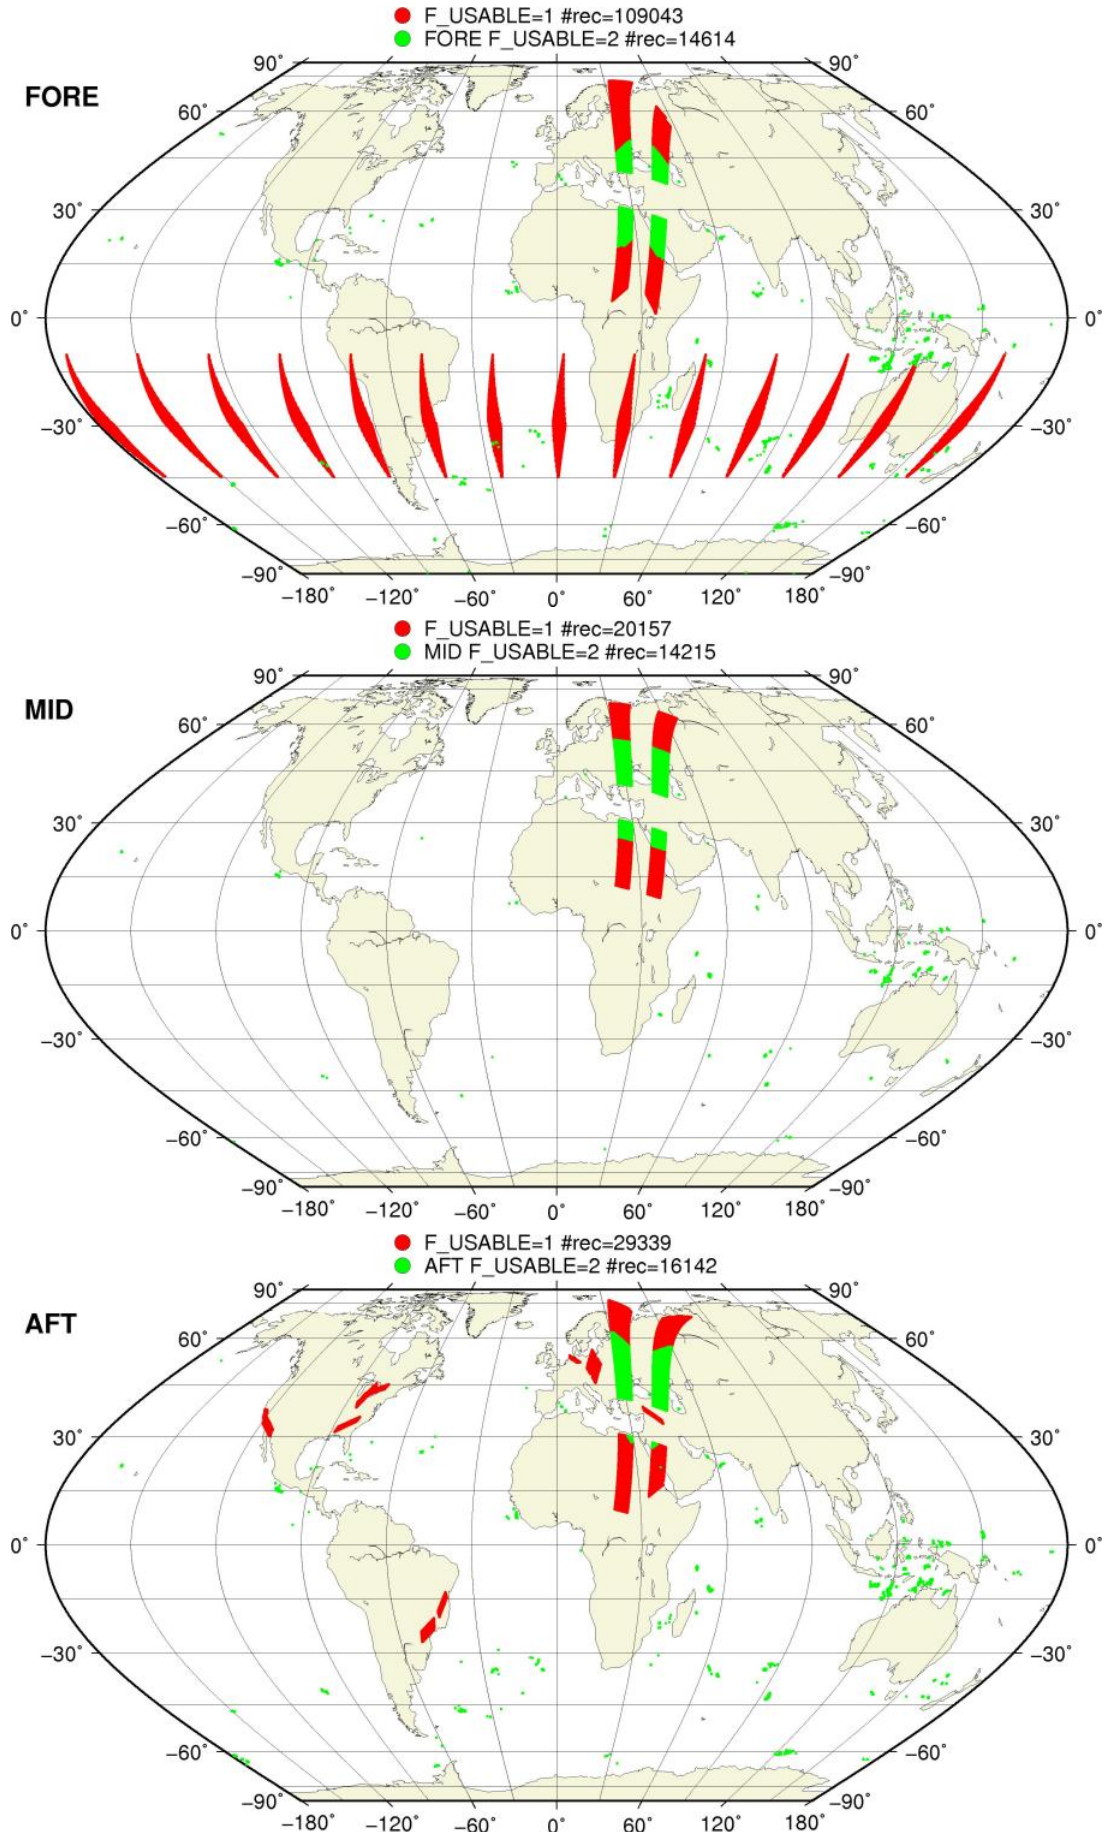 F_USABLE=1 #rec=109043
FORE F_USABLE=2 #rec=14614
FORE
90° 90°
60° 60°
30° 30°
0° 0°
−30° −30°
−60° −60°
−90° −90°
−180° −120° −60° 0° 60° 120° 180°
F_USABLE=1 #rec=20157
MID F_USABLE=2 #rec=14215
MID
90° 90°
60° 60°
30° 30°
0° 0°
−30° −30°
−60° −60°
−90° −90°
−180° −120° −60° 0° 60° 120° 180°
F_USABLE=1 #rec=29339
AFT F_USABLE=2 #rec=16142
AFT
90° 90°
60° 60°
30° 30°
0° 0°
−30° −30°
−60° −60°
−90° −90°
−180° −120° −60° 0° 60° 120° 180°